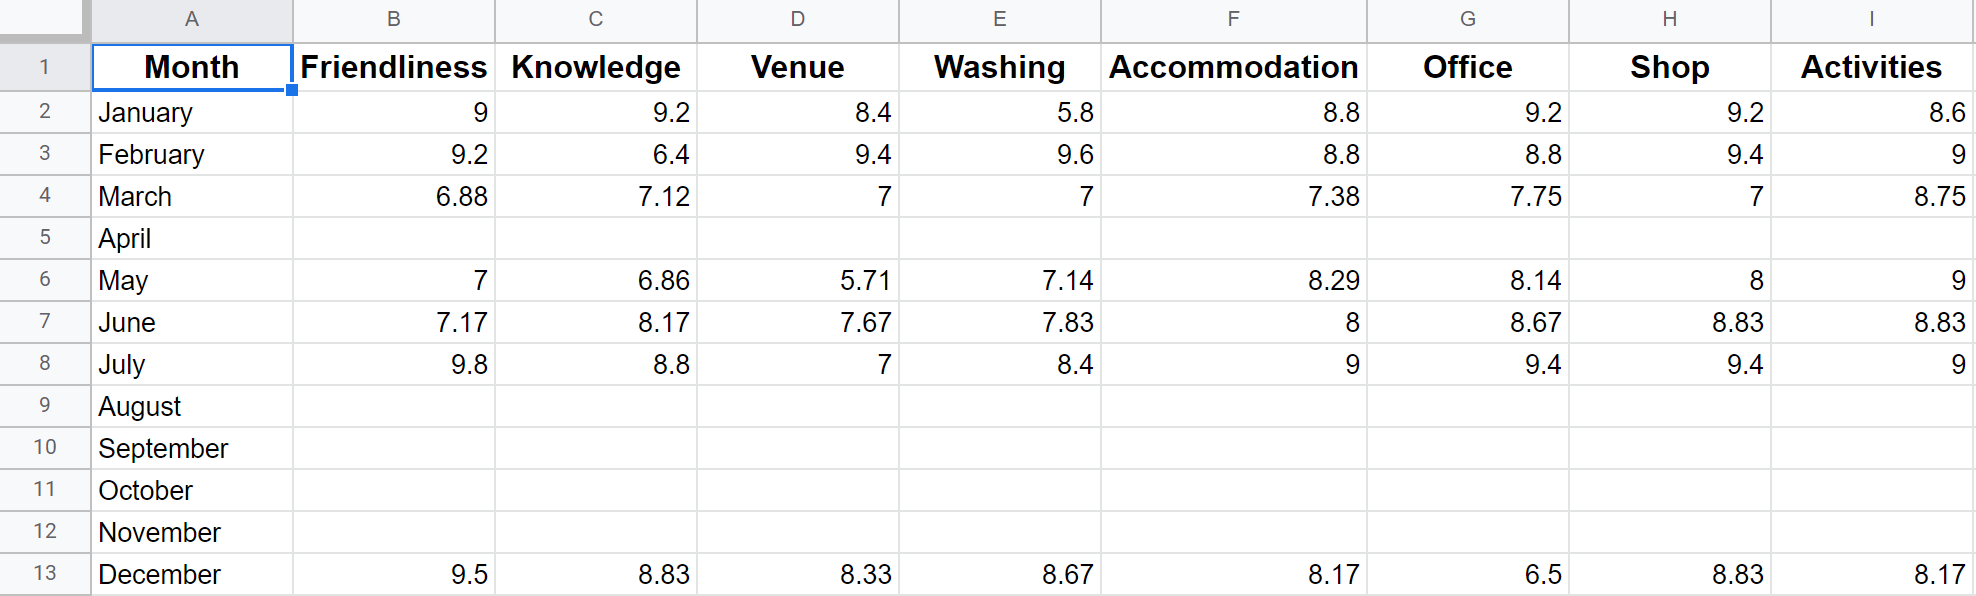 A B C D E F G H I
1 Month Friendliness Knowledge Venue Washing Accommodation Office Shop Activities
2 January 9 9.2 8.4 5.8 8.8 9.2 9.2 8.6
3 February 9.2 6.4 9.4 9.6 8.8 8.8 9.4 9
4 March 6.88 7.12 7 7 7.38 7.75 7 8.75
5 April
6 May 7 6.86 5.71 7.14 8.29 8.14 8 9
7 June 7.17 8.17 7.67 7.83 8 8.67 8.83 8.83
8 July 9.8 8.8 7 8.4 9 9.4 9.4 9
9 August
10 September
11 October
12 November
13 December 9.5 8.83 8.33 8.67 8.17 6.5 8.83 8.17